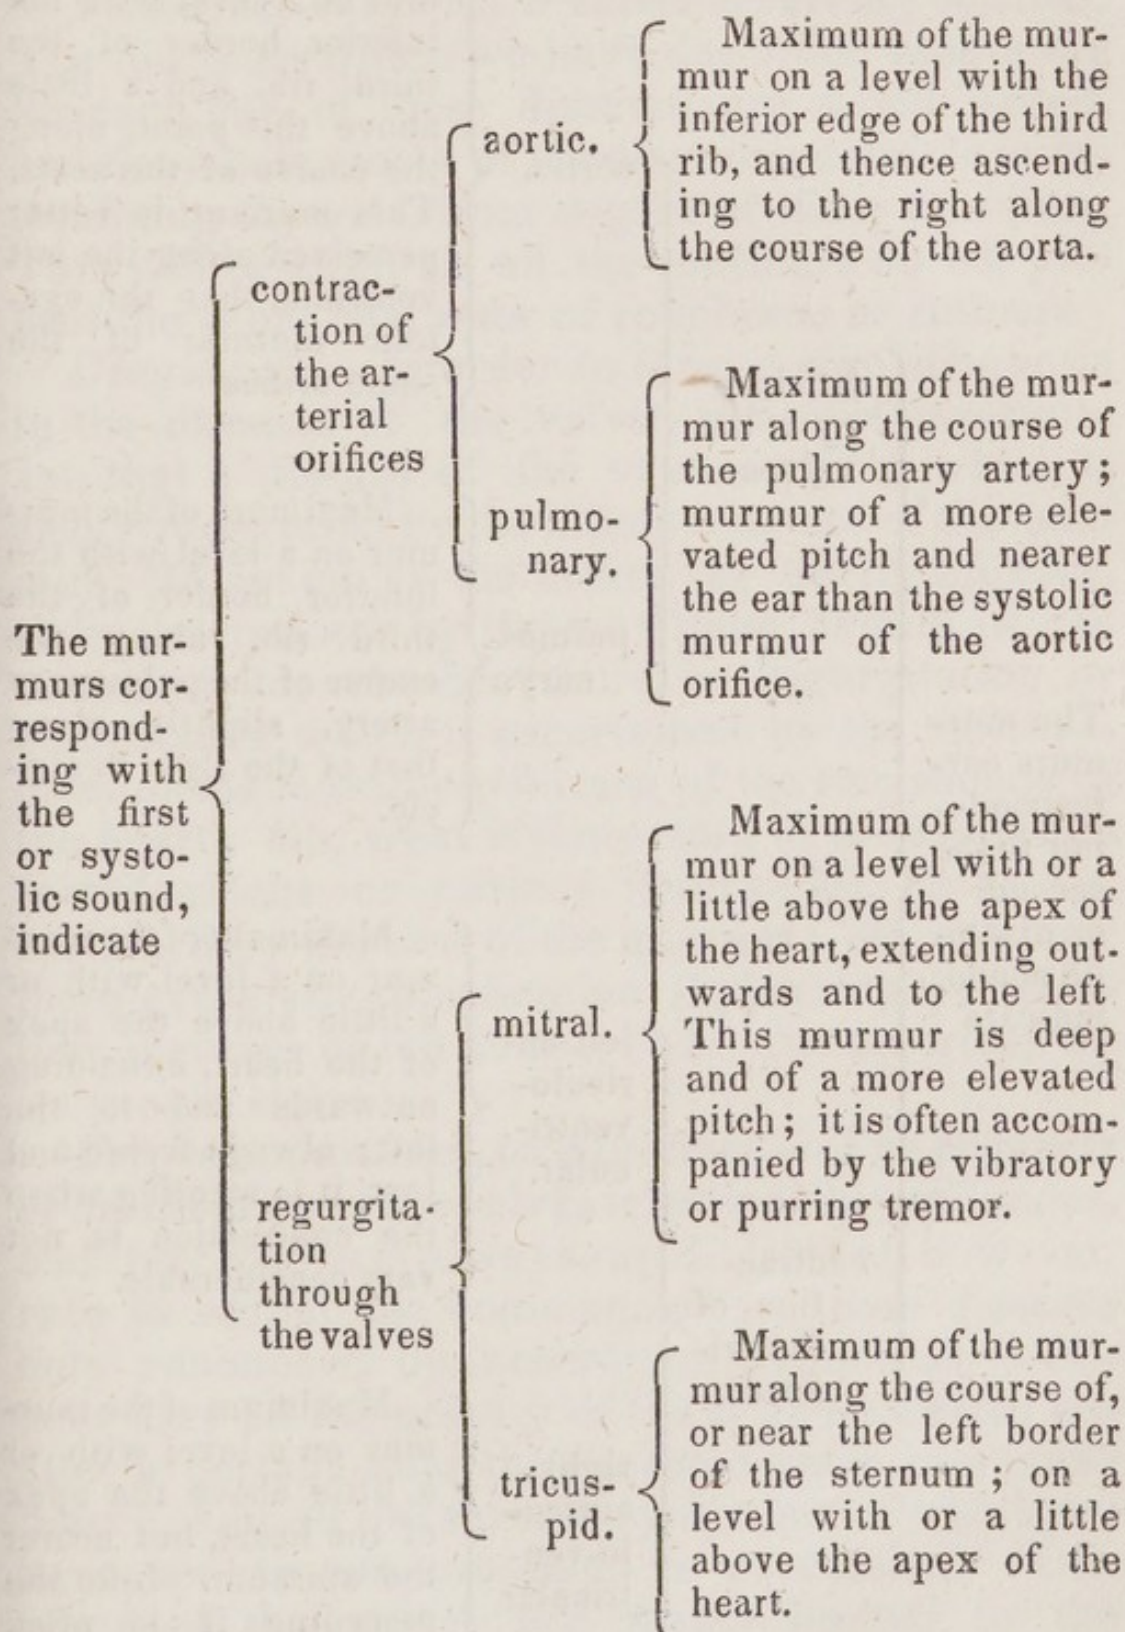 The mur-
murs cor-
respond-
ing with
the first
or systo-
lic sound,
indicate
contrac-
tion of
the ar-
terial
orifices
aortic.
Maximum of the mur-
mur on a level with the
inferior edge of the third
rib, and thence ascend-
ing to the right along
the course of the aorta.
pulmo-
nary.
Maximum of the mur-
mur along the course of
the pulmonary artery;
murmur of a more ele-
vated pitch and nearer
the ear than the systolic
murmur of the aortic
orifice.
regurgita-
tion
through
the valves
mitral.
Maximum of the mur-
mur on a level with or a
little above the apex of
the heart, extending out-
wards and to the left
This murmur is deep
and of a more elevated
pitch; it is often accom-
panied by the vibratory
or purring tremor.
tricus-
pid.
Maximum of the mur-
mur along the course of,
or near the left border
of the sternum; on a
level with or a little
above the apex of the
heart.